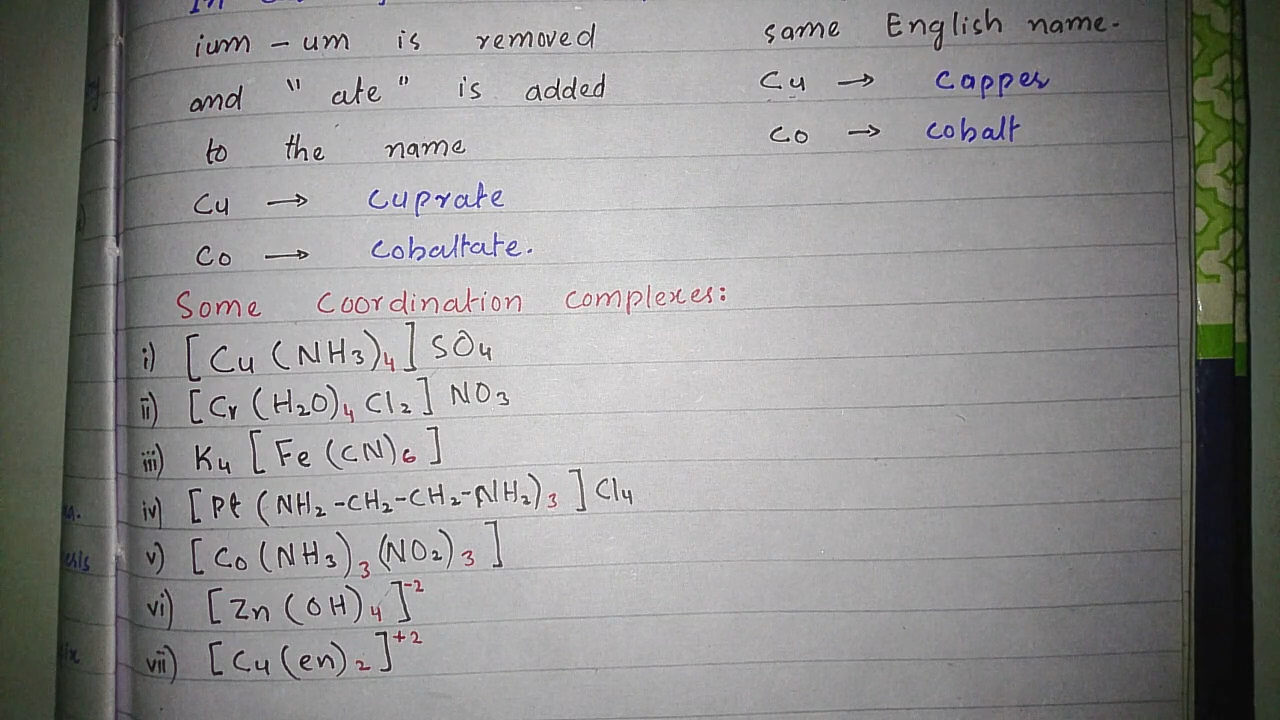 In
ium - um is removed
and " ate " is added
to the name
Cu → cuprate
Co → cobaltate.
same English name.
Cu → Capper
Co → cobalt
Some Coordination complexes:
i) [Cu(NH3)4] SO4
ii) [Cr(H2O)4Cl2] NO3
iii) K4 [Fe(CN)6]
iv) [Pt(NH2-CH2-CH2-NH2)3] Cl4
v) [Co(NH3)3(NO2)3]
vi) [Zn(OH)4]-2
vii) [Cu(en)2]+2